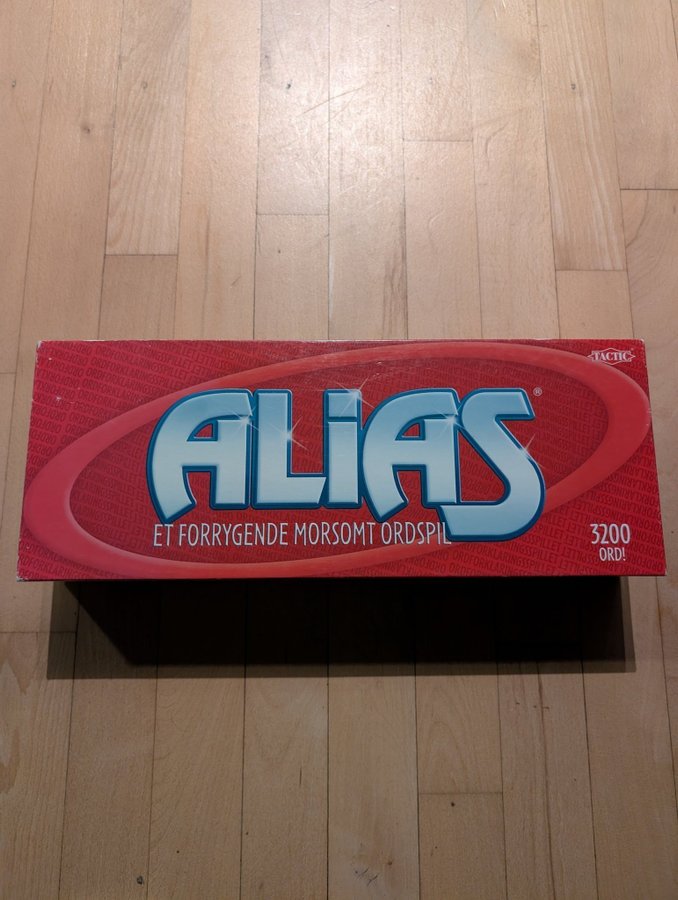 TACTIC
ALiAS®
ET FORRYGENDE MORSOMT ORDSPIL
3200
ORD!